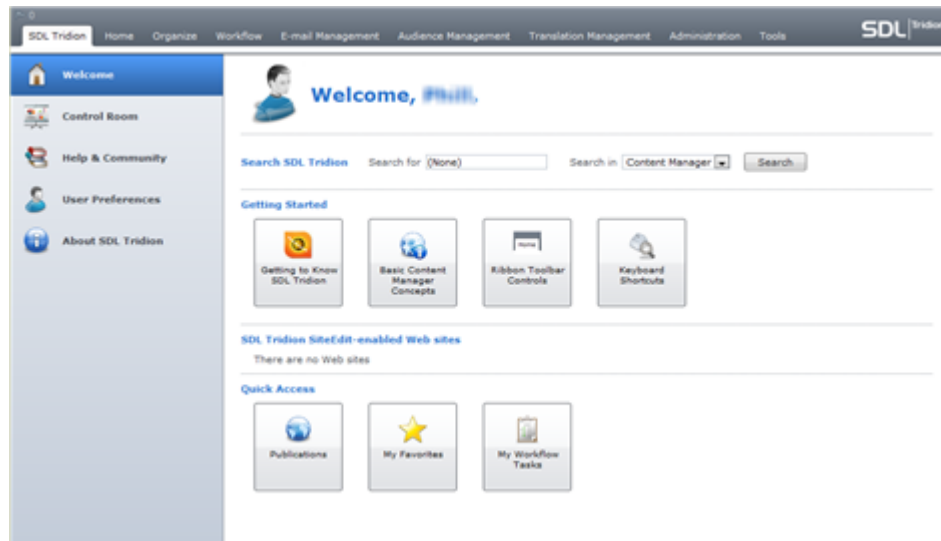 SDL Tridion Home Organize Workflow E-mail Management Audience Management Translation Management Administration Tools
SDL Tridion
Welcome
Control Room
Help & Community
User Preferences
About SDL Tridion
Welcome,
Search SDL Tridion Search for (None) Search in Content Manager Search
Getting Started
Getting to Know
SDL Tridion
Basic Content
Manager
Concepts
Home
Ribbon Toolbar
Controls
Keyboard
Shortcuts
SDL Tridion SiteEdit-enabled Web sites
There are no Web sites
Quick Access
Publications
My Favorites
My Workflow
Tasks